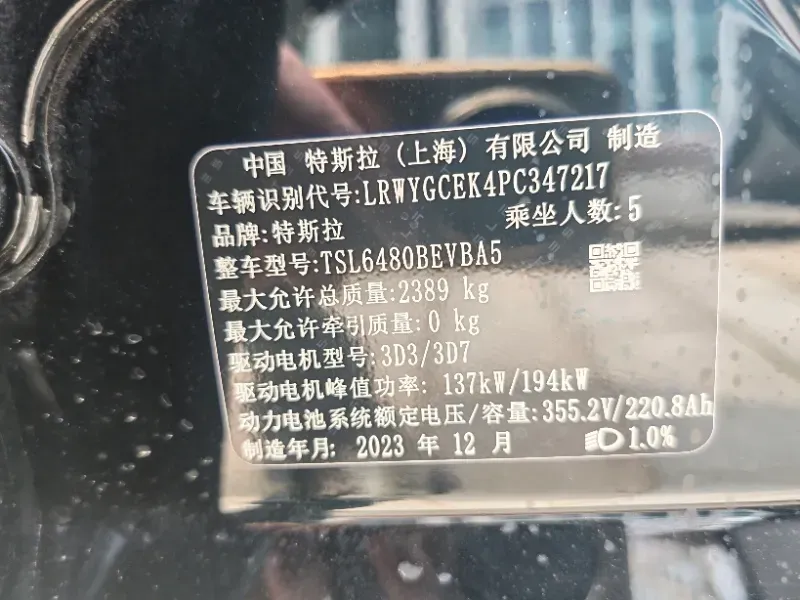 中国 特斯拉 (上海) 有限公司 制造
车辆识别代号:LRWYGCEK4PC347217
品牌:特斯拉 乘坐人数:5
整车型号:TSL6480BEVBA5
最大允许总质量:2389 kg
最大允许牵引质量: 0 kg
驱动电机型号:3D3/3D7
驱动电机峰值功率: 137kW/194kW
动力电池系统额定电压/容量:355.2V/220.8Ah
制造年月: 2023 年 12 月 1.0%